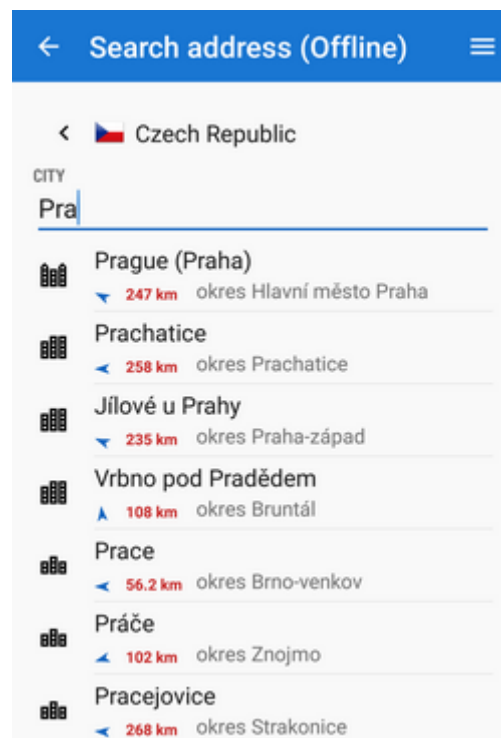 Search address (Offline)
Czech Republic
CITY
Pra
Prague (Praha)
247 km okres Hlavní město Praha
Prachatice
258 km okres Prachatice
Jílové u Prahy
235 km okres Praha-západ
Vrbno pod Pradědem
108 km okres Bruntál
Prace
56.2 km okres Brno-venkov
Práče
102 km okres Znojmo
Pracejovice
268 km okres Strakonice